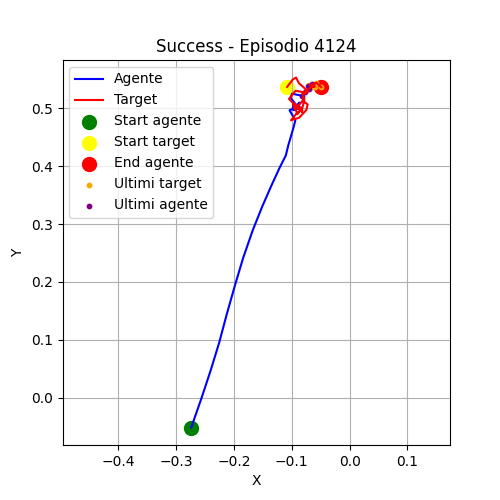 Success - Episodio 4124
Agente
Target
Start agente
Start target
End agente
Ultimi target
Ultimi agente
Y
0.5
0.4
0.3
0.2
0.1
0.0
−0.4 −0.3 −0.2 −0.1 0.0 0.1
X